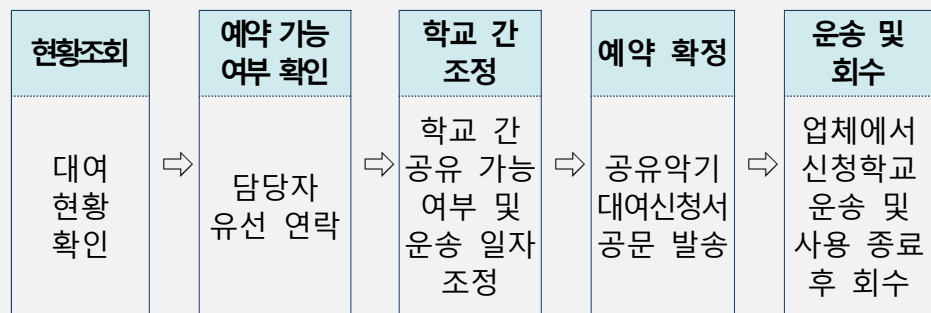 현황조회
대여
현황
확인
⇨
예약 가능
여부 확인
담당자
유선 연락
⇨
학교 간
조정
학교 간
공유 가능
여부 및
운송 일자
조정
⇨
예약 확정
공유악기
대여신청서
공문 발송
⇨
운송 및
회수
업체에서
신청학교
운송 및
사용 종료
후 회수